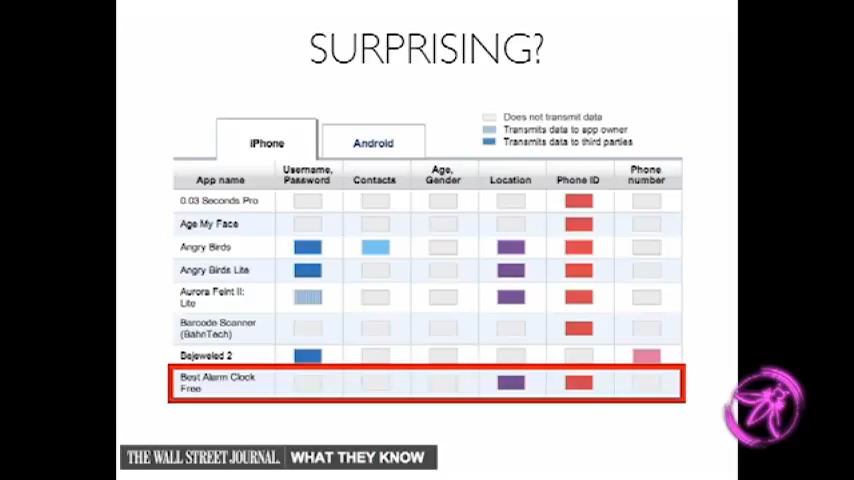 SURPRISING?
Does not transmit data
Transmits data to app owner
Transmits data to third parties
iPhone
Android
App name
Username, Password
Contacts
Age, Gender
Location
Phone ID
Phone number
0.03 Seconds Pro
Age My Face
Angry Birds
Angry Birds Lite
Aurora Feint II:
Lite
Barcode Scanner
(BahnTech)
Bejeweled 2
Best Alarm Clock
Free
THE WALL STREET JOURNAL. WHAT THEY KNOW